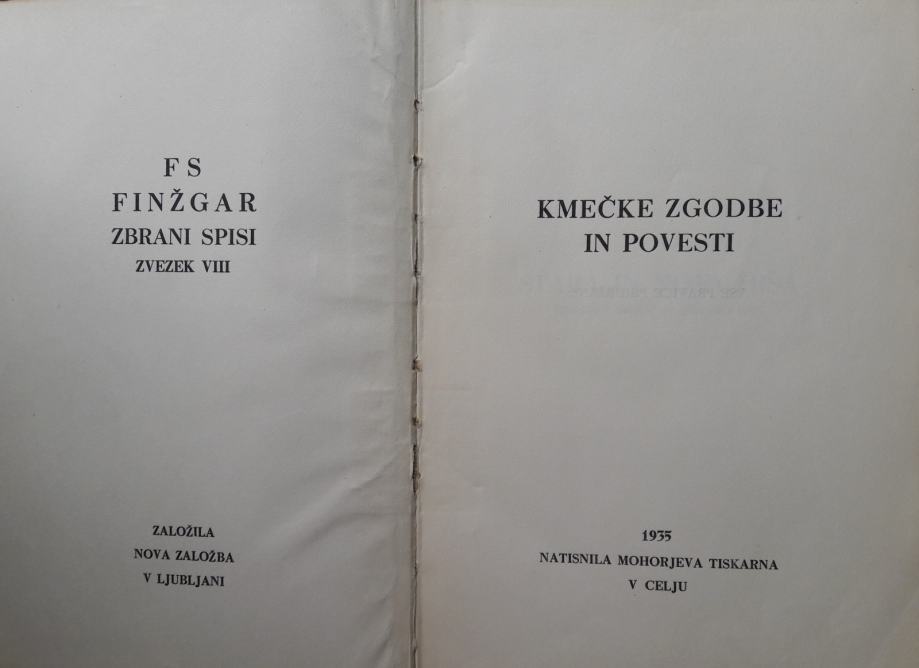 F S
FINŽGAR
ZBRANI SPISI
ZVEZEK VIII
ZALOŽILA
NOVA ZALOŽBA
V LJUBLJANI
KMEČKE ZGODBE
IN POVESTI
1935
NATISNILA MOHORJEVA TISKARNA
V CELJU